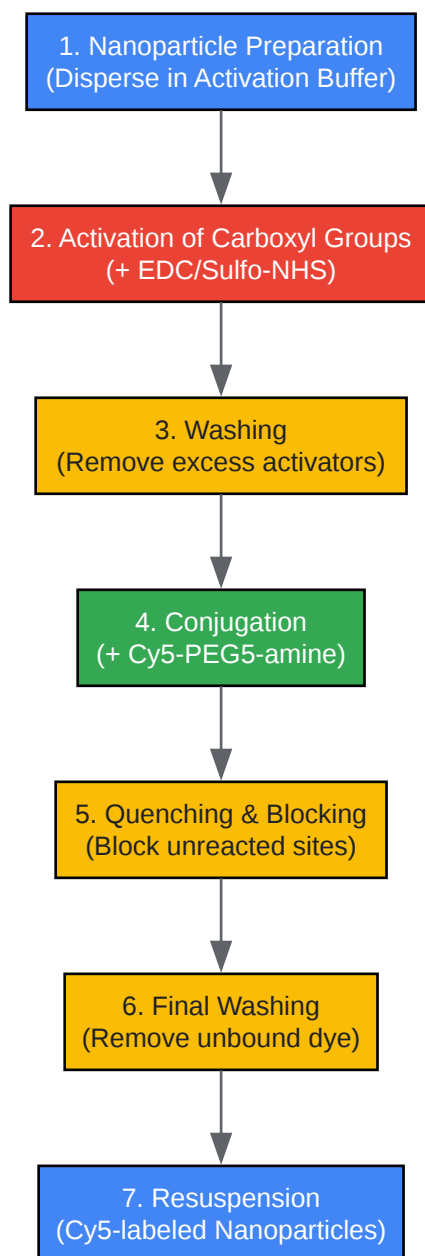 1. Nanoparticle Preparation
(Disperse in Activation Buffer)
2. Activation of Carboxyl Groups
(+ EDC/Sulfo-NHS)
3. Washing
(Remove excess activators)
4. Conjugation
(+ Cy5-PEG5-amine)
5. Quenching & Blocking
(Block unreacted sites)
6. Final Washing
(Remove unbound dye)
7. Resuspension
(Cy5-labeled Nanoparticles)